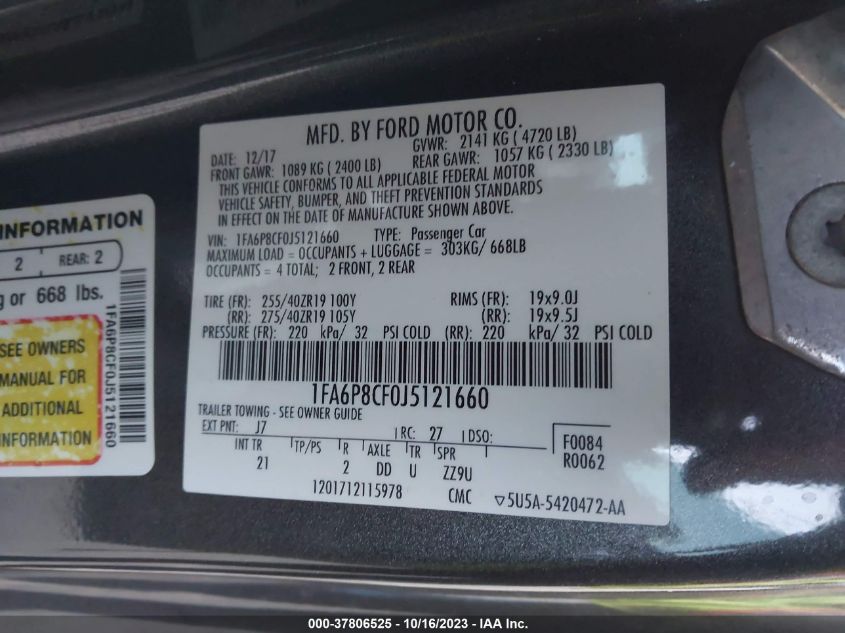 MFD. BY FORD MOTOR CO.
DATE: 12/17
GVWR: 2141 KG ( 4720 LB)
FRONT GAWR: 1089 KG ( 2400 LB)
REAR GAWR: 1057 KG ( 2330 LB)
THIS VEHICLE CONFORMS TO ALL APPLICABLE FEDERAL MOTOR
VEHICLE SAFETY, BUMPER, AND THEFT PREVENTION STANDARDS
IN EFFECT ON THE DATE OF MANUFACTURE SHOWN ABOVE.
VIN: 1FA6P8CF0J5121660 TYPE: Passenger Car
MAXIMUM LOAD = OCCUPANTS + LUGGAGE = 303KG/ 668LB
OCCUPANTS = 4 TOTAL; 2 FRONT, 2 REAR
TIRE (FR): 255/40ZR19 100Y RIMS (FR): 19x9.0J
(RR): 275/40ZR19 105Y (RR): 19x9.5J
PRESSURE (FR): 220 kPa/ 32 PSI COLD (RR): 220 kPa/ 32 PSI COLD
1FA6P8CF0J5121660
TRAILER TOWING - SEE OWNER GUIDE
EXT PNT: J7 RC: 27 DSO:
F0084
R0062
INT TR TP/PS R AXLE TR SPR
21 2 DD U ZZ9U
1201712115978 CMC ▽5U5A-5420472-AA
INFORMATION
2 REAR: 2
or 668 lbs.
SEE OWNERS
MANUAL FOR
ADDITIONAL
INFORMATION
1FA6P8CF0J5121660
000-37806525 - 10/16/2023 - IAA Inc.